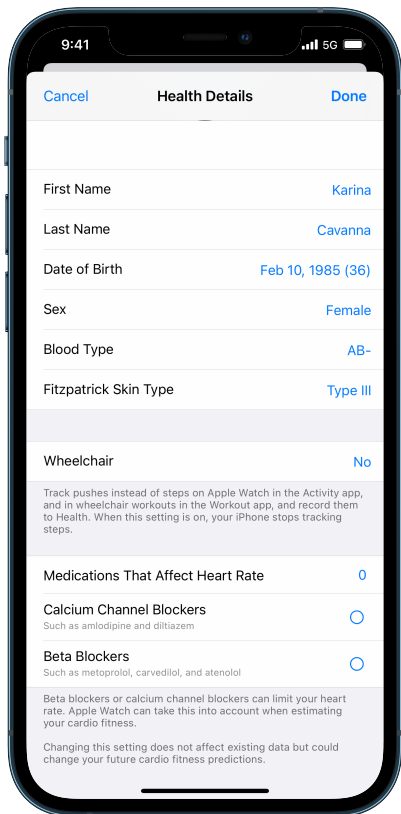 9:41 5G
Cancel Health Details Done
First Name Karina
Last Name Cavanna
Date of Birth Feb 10, 1985 (36)
Sex Female
Blood Type AB-
Fitzpatrick Skin Type Type III
Wheelchair No
Track pushes instead of steps on Apple Watch in the Activity app,
and in wheelchair workouts in the Workout app, and record them
to Health. When this setting is on, your iPhone stops tracking
steps.
Medications That Affect Heart Rate 0
Calcium Channel Blockers
Such as amlodipine and diltiazem
Beta Blockers
Such as metoprolol, carvedilol, and atenolol
Beta blockers or calcium channel blockers can limit your heart
rate. Apple Watch can take this into account when estimating
your cardio fitness.
Changing this setting does not affect existing data but could
change your future cardio fitness predictions.